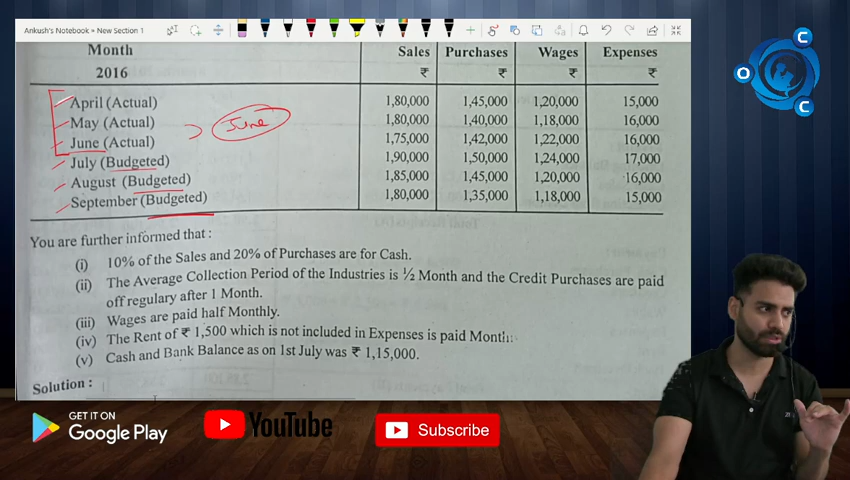 Ankush's Notebook » New Section 1
Month Sales Purchases Wages Expenses
2016 ₹ ₹ ₹ ₹
April (Actual) 1,80,000 1,45,000 1,20,000 15,000
May (Actual) 1,80,000 1,40,000 1,18,000 16,000
June (Actual) 1,75,000 1,42,000 1,22,000 16,000
July (Budgeted) 1,90,000 1,50,000 1,24,000 17,000
August (Budgeted) 1,85,000 1,45,000 1,20,000 16,000
September (Budgeted) 1,80,000 1,35,000 1,18,000 15,000
June
You are further informed that :
(i) 10% of the Sales and 20% of Purchases are for Cash.
(ii) The Average Collection Period of the Industries is ½ Month and the Credit Purchases are paid
off regulary after 1 Month.
(iii) Wages are paid half Monthly.
(iv) The Rent of ₹ 1,500 which is not included in Expenses is paid
(v) Cash and Bank Balance as on 1st July was ₹ 1,15,000.
Solution :
GET IT ON
Google Play
YouTube
Subscribe
C
O
C